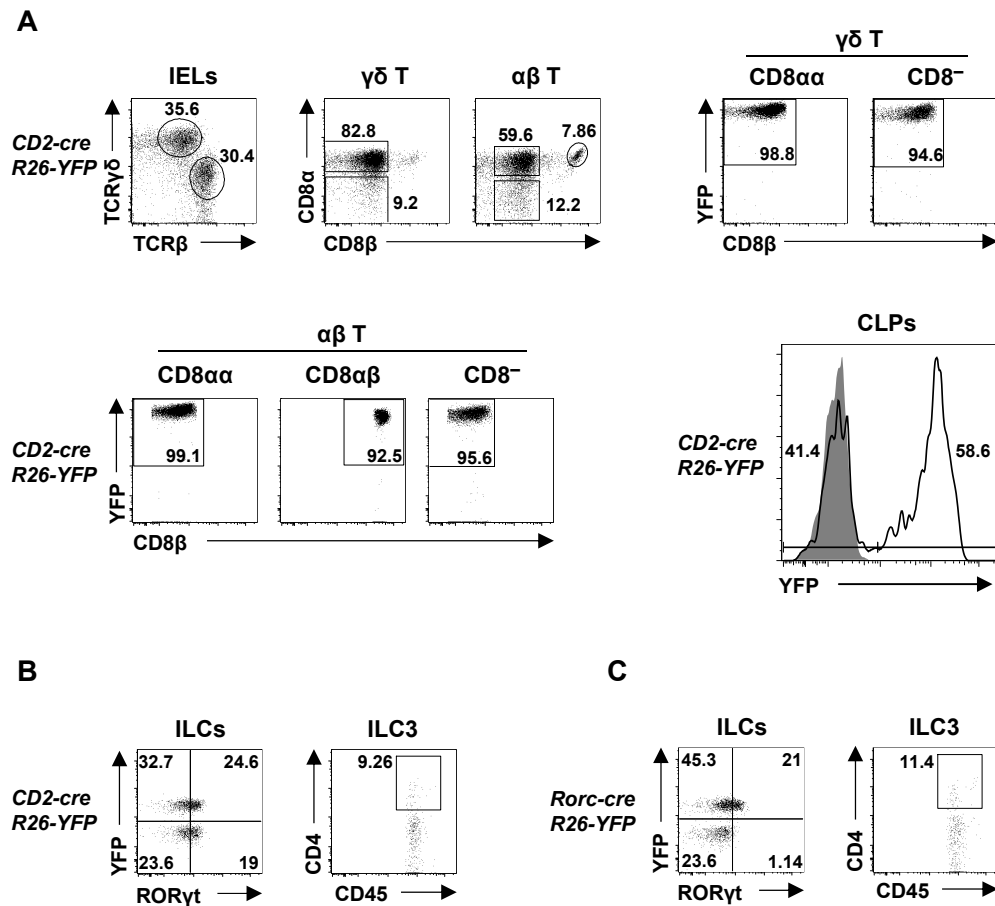 A
IELs
γδ T
αβ T
γδ T
CD8αα
CD8–
CD2-cre
R26-YFP
35.6
30.4
TCRγδ
TCRβ
82.8
9.2
CD8α
CD8β
59.6
7.86
12.2
YFP
98.8
94.6
CD8β
αβ T
CD8αα
CD8αβ
CD8–
CD2-cre
R26-YFP
YFP
99.1
92.5
95.6
CD8β
CLPs
CD2-cre
R26-YFP
41.4
58.6
YFP
B
ILCs
ILC3
CD2-cre
R26-YFP
YFP
32.7
24.6
23.6
19
RORγt
9.26
CD4
CD45
C
ILCs
ILC3
Rorc-cre
R26-YFP
YFP
45.3
21
23.6
1.14
RORγt
11.4
CD4
CD45